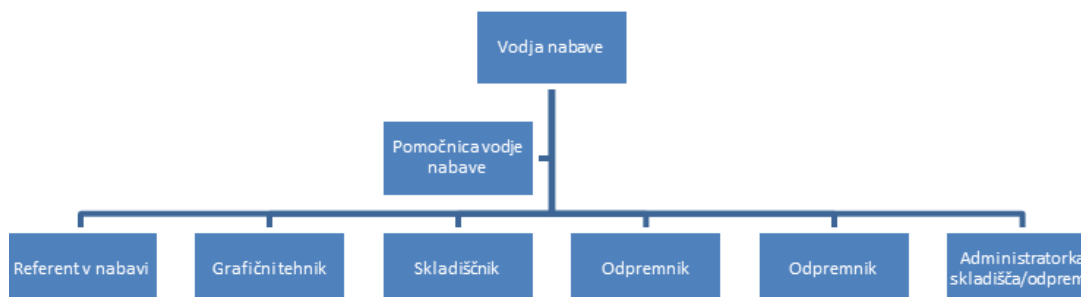 Vodja nabave
Pomočnica vodje
nabave
Referent v nabavi
Grafični tehnik
Skladiščnik
Odpremnik
Odpremnik
Administratorka
skladišča/odprem